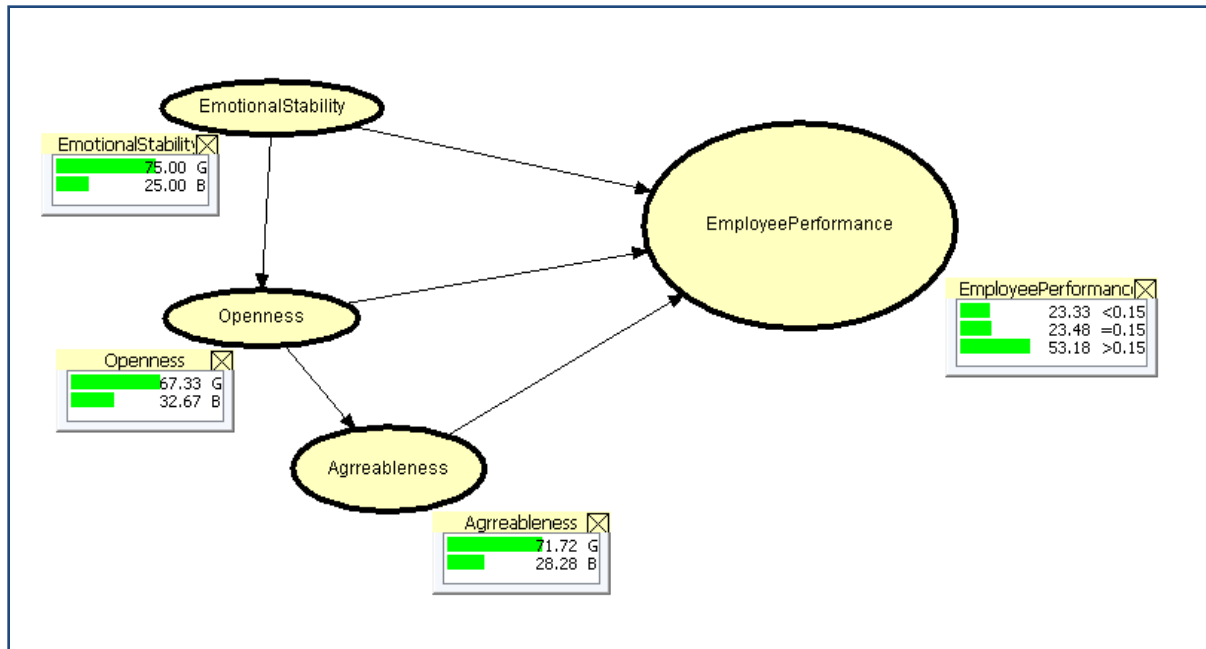 EmotionalStability
EmotionalStability
75.00 G
25.00 B
EmployeePerformance
Openness
EmployeePerformance
23.33 <0.15
23.48 =0.15
53.18 >0.15
Openness
67.33 G
32.67 B
Agrreableness
Agrreableness
71.72 G
28.28 B